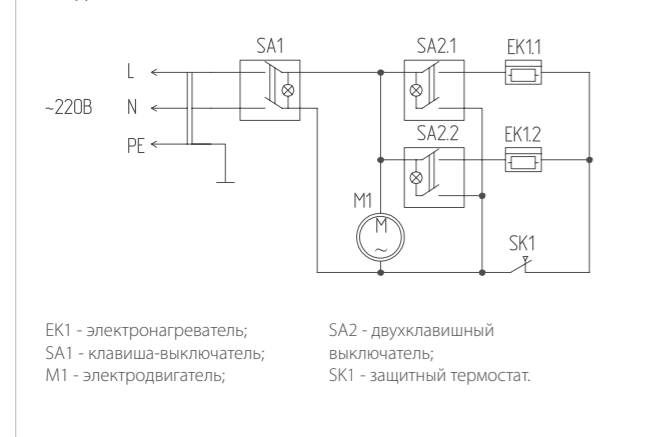 SA1 SA2.1 EK1.1
L
~220В N
PE
SA2.2 EK1.2
M1
M
~
SK1
EK1 - электронагреватель;
SA1 - клавиша-выключатель;
M1 - электродвигатель;
SA2 - двухклавишный
выключатель;
SK1 - защитный термостат.